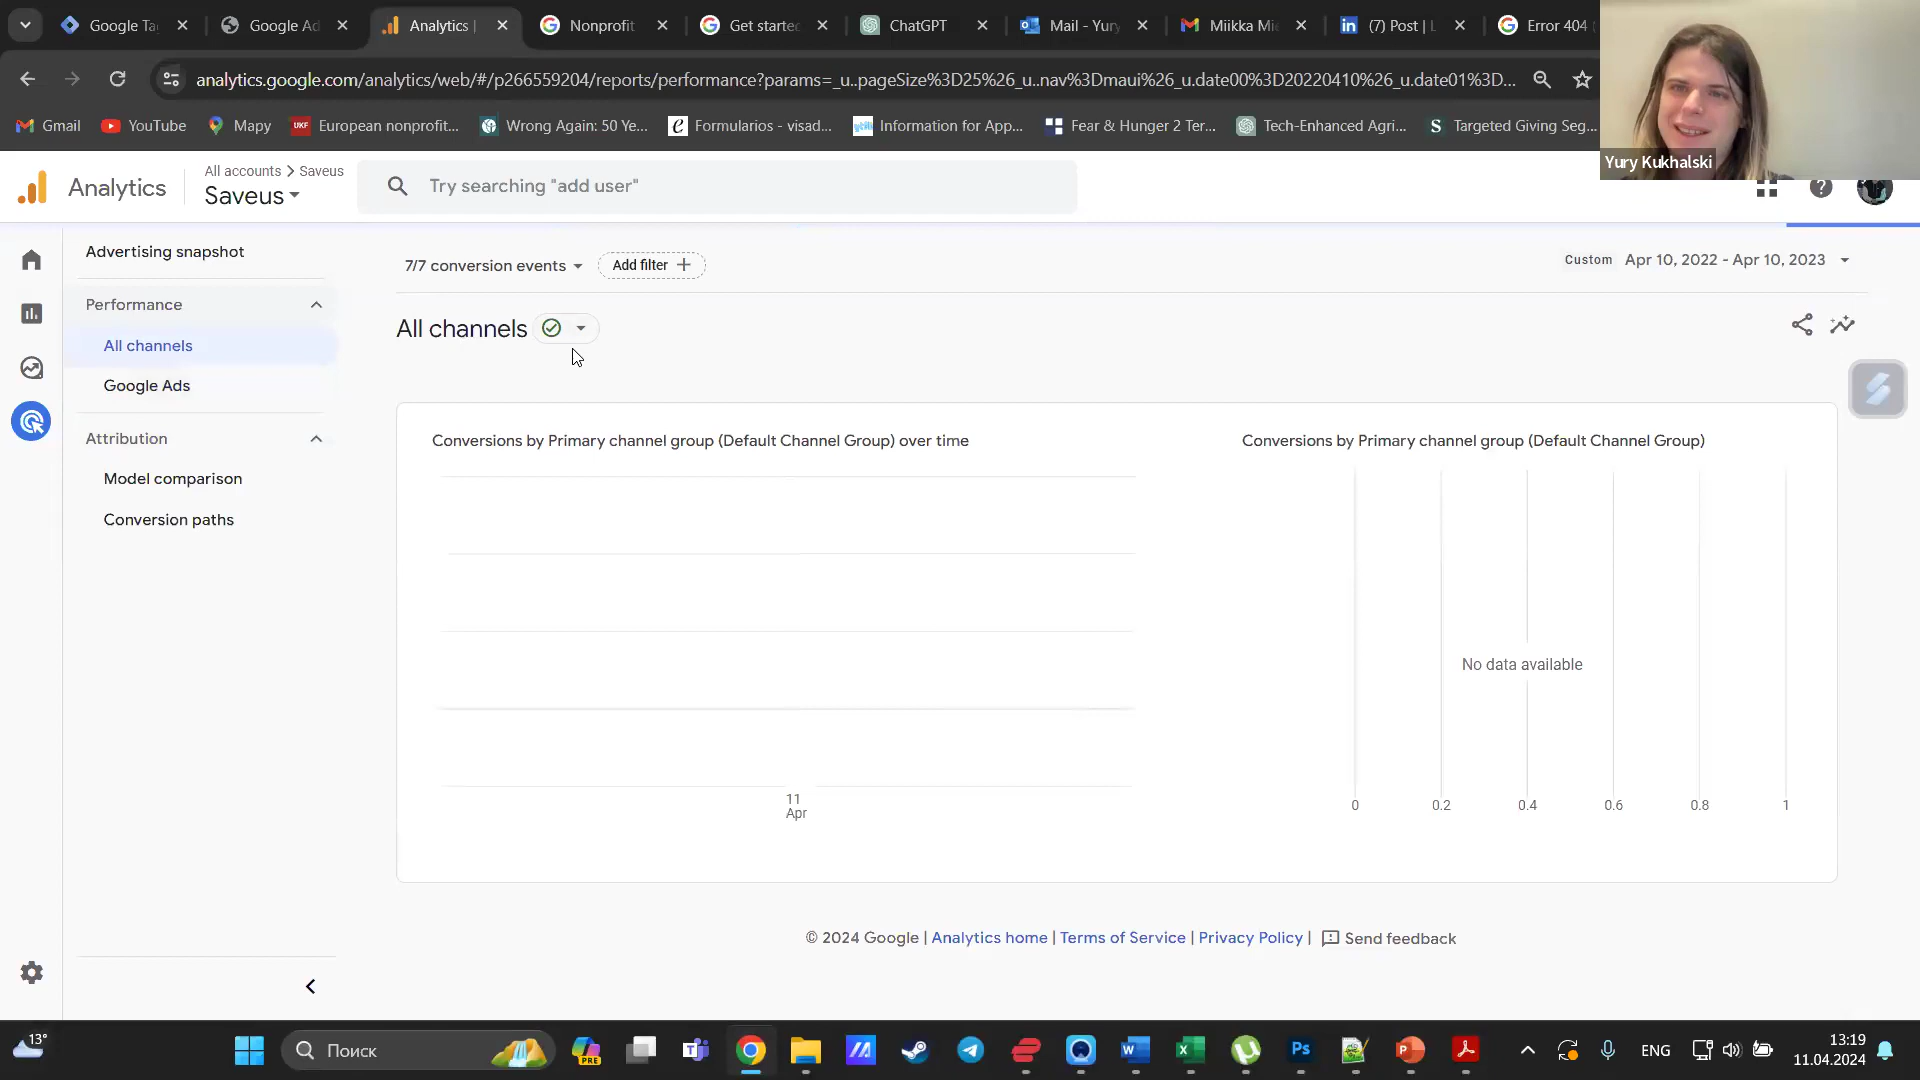 Google Ta
Google Ad
Analytics |
Nonprofit
Get starte
ChatGPT
Mail - Yury
Miikka Mie
(7) Post | L
Error 404
analytics.google.com/analytics/web/#/p266559204/reports/performance?params=_u..pageSize%3D25%26_u.nav%3Dmaui%26_u.date00%3D20220410%26_u.date01%3D...
Gmail
YouTube
Mapy
UKF
European nonprofit...
Wrong Again: 50 Ye...
Formularios - visad...
Information for App...
Fear & Hunger 2 Ter...
Tech-Enhanced Agri...
Targeted Giving Seg...
Yury Kukhalski
Analytics
All accounts > Saveus
Saveus
Try searching "add user"
Advertising snapshot
Performance
All channels
Google Ads
Attribution
Model comparison
Conversion paths
7/7 conversion events
Add filter +
Custom Apr 10, 2022 - Apr 10, 2023
All channels
Conversions by Primary channel group (Default Channel Group) over time
11
Apr
Conversions by Primary channel group (Default Channel Group)
No data available
0 0.2 0.4 0.6 0.8 1
© 2024 Google | Analytics home | Terms of Service | Privacy Policy | Send feedback
13°
Поиск
PRE
ENG
13:19
11.04.2024